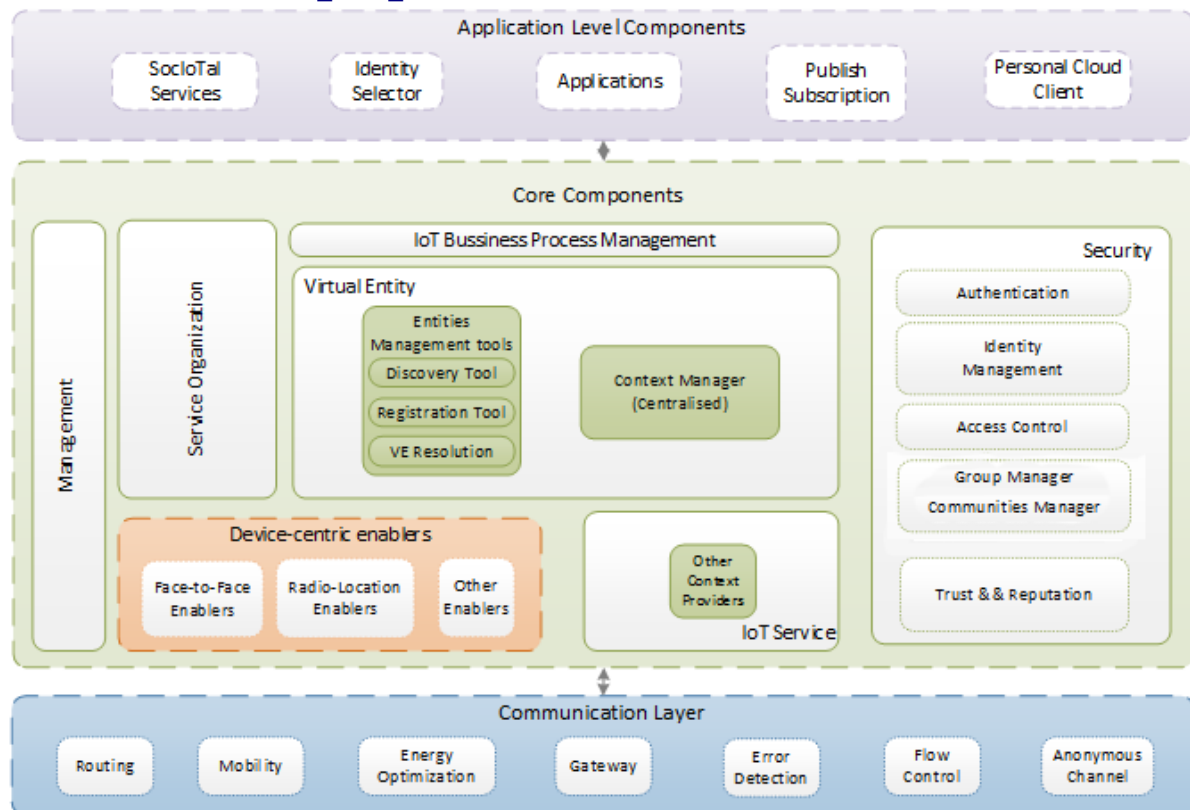 Application Level Components
SocIoTal
Services
Identity
Selector
Applications
Publish
Subscription
Personal Cloud
Client
Core Components
Management
Service Organization
IoT Bussiness Process Management
Virtual Entity
Entities
Management tools
Discovery Tool
Registration Tool
VE Resolution
Context Manager
(Centralised)
Security
Authentication
Identity
Management
Access Control
Group Manager
Communities Manager
Trust && Reputation
Device-centric enablers
Face-to-Face
Enablers
Radio-Location
Enablers
Other
Enablers
Other
Context
Providers
IoT Service
Communication Layer
Routing
Mobility
Energy
Optimization
Gateway
Error
Detection
Flow
Control
Anonymous
Channel